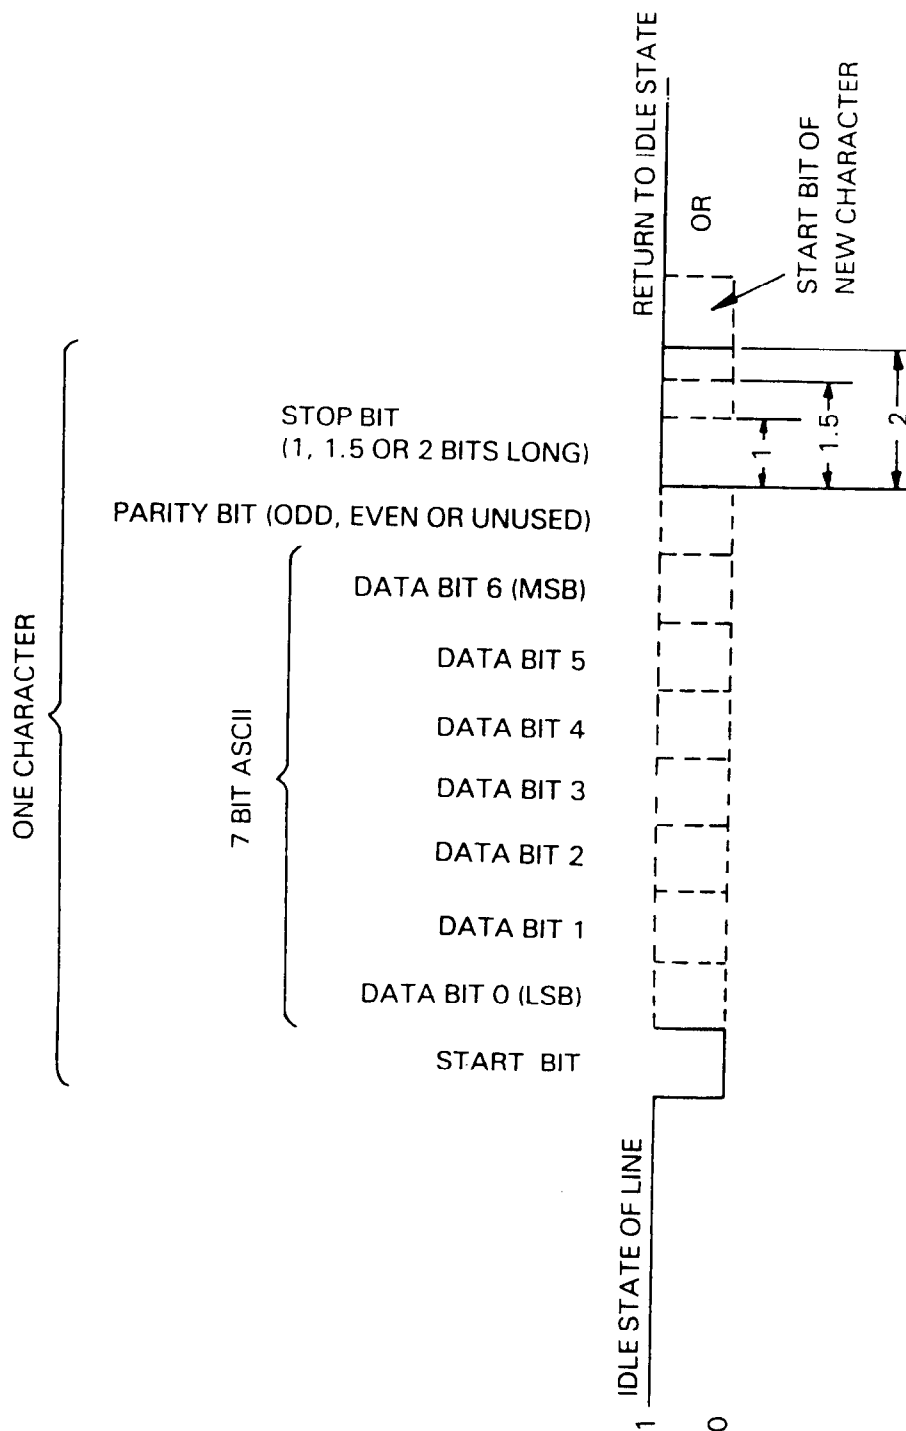 ONE CHARACTER
7 BIT ASCII
STOP BIT
(1, 1.5 OR 2 BITS LONG)
PARITY BIT (ODD, EVEN OR UNUSED)
DATA BIT 6 (MSB)
DATA BIT 5
DATA BIT 4
DATA BIT 3
DATA BIT 2
DATA BIT 1
DATA BIT 0 (LSB)
START BIT
IDLE STATE OF LINE
1
0
RETURN TO IDLE STATE
OR
START BIT OF
NEW CHARACTER
1
1.5
2